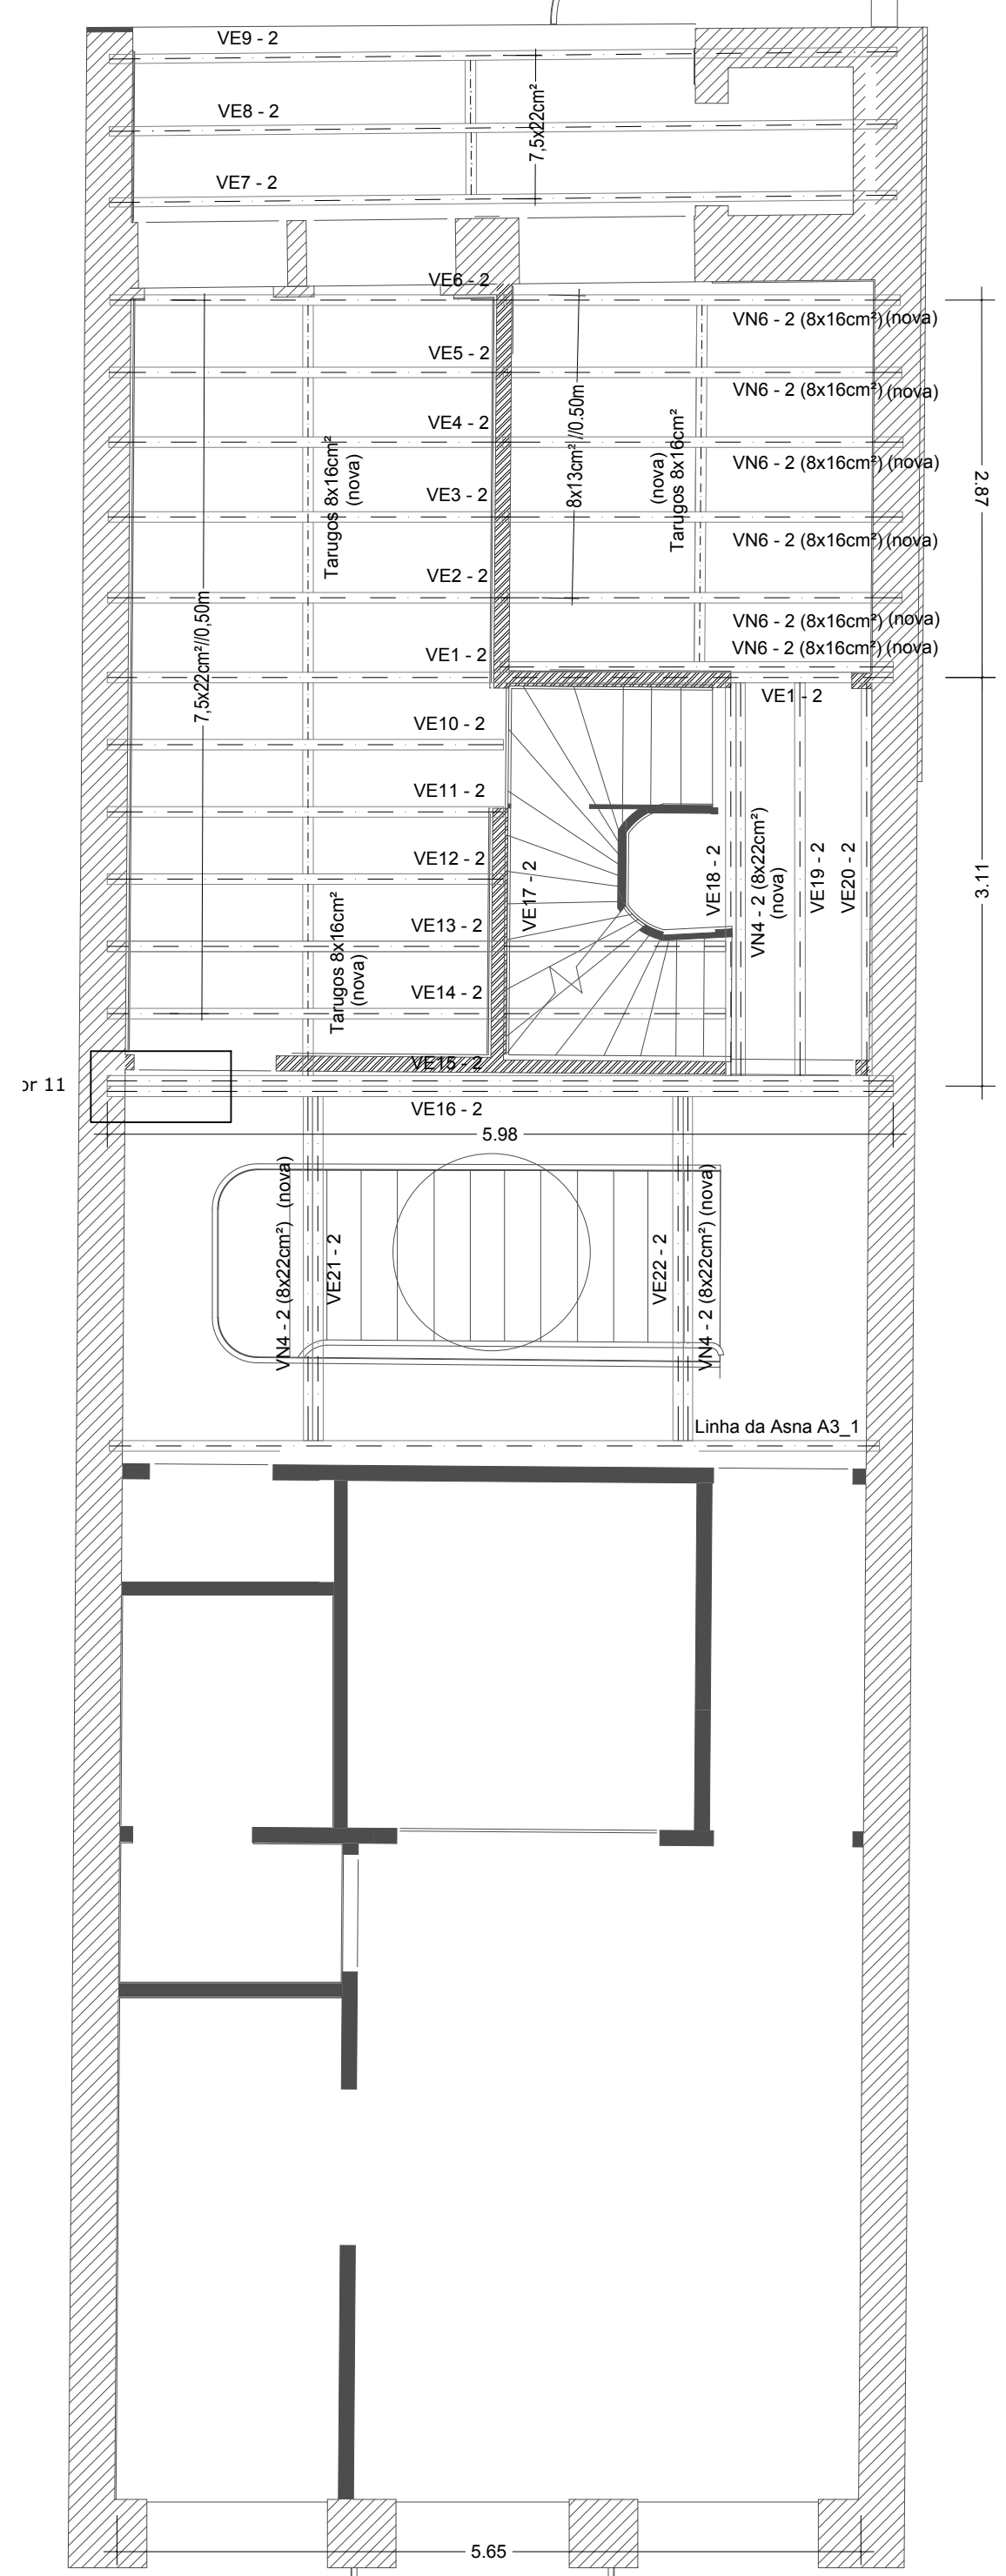 VE9 - 2
VE8 - 2
7,5x22cm²
VE7 - 2
VE6 - 2
VN6 - 2 (8x16cm²) (nova)
VE5 - 2
VN6 - 2 (8x16cm²) (nova)
VE4 - 2
8x13cm² //0.50m
Tarugos 8x16cm²
(nova)
Tarugos 8x16cm²
(nova)
VN6 - 2 (8x16cm²) (nova)
2.87
VE3 - 2
VN6 - 2 (8x16cm²) (nova)
VE2 - 2
7,5x22cm²//0,50m
VN6 - 2 (8x16cm²) (nova)
VN6 - 2 (8x16cm²) (nova)
VE1 - 2
VE1 - 2
VE10 - 2
VE11 - 2
VE12 - 2
VE17 - 2
VE18 - 2
VN4 - 2 (8x22cm²)
(nova)
VE19 - 2
VE20 - 2
3.11
VE13 - 2
Tarugos 8x16cm²
(nova)
VE14 - 2
VE15 - 2
or 11
VE16 - 2
5.98
VN4 - 2 (8x22cm²) (nova)
VE21 - 2
VE22 - 2
VN4 - 2 (8x22cm²) (nova)
Linha da Asna A3_1
5.65